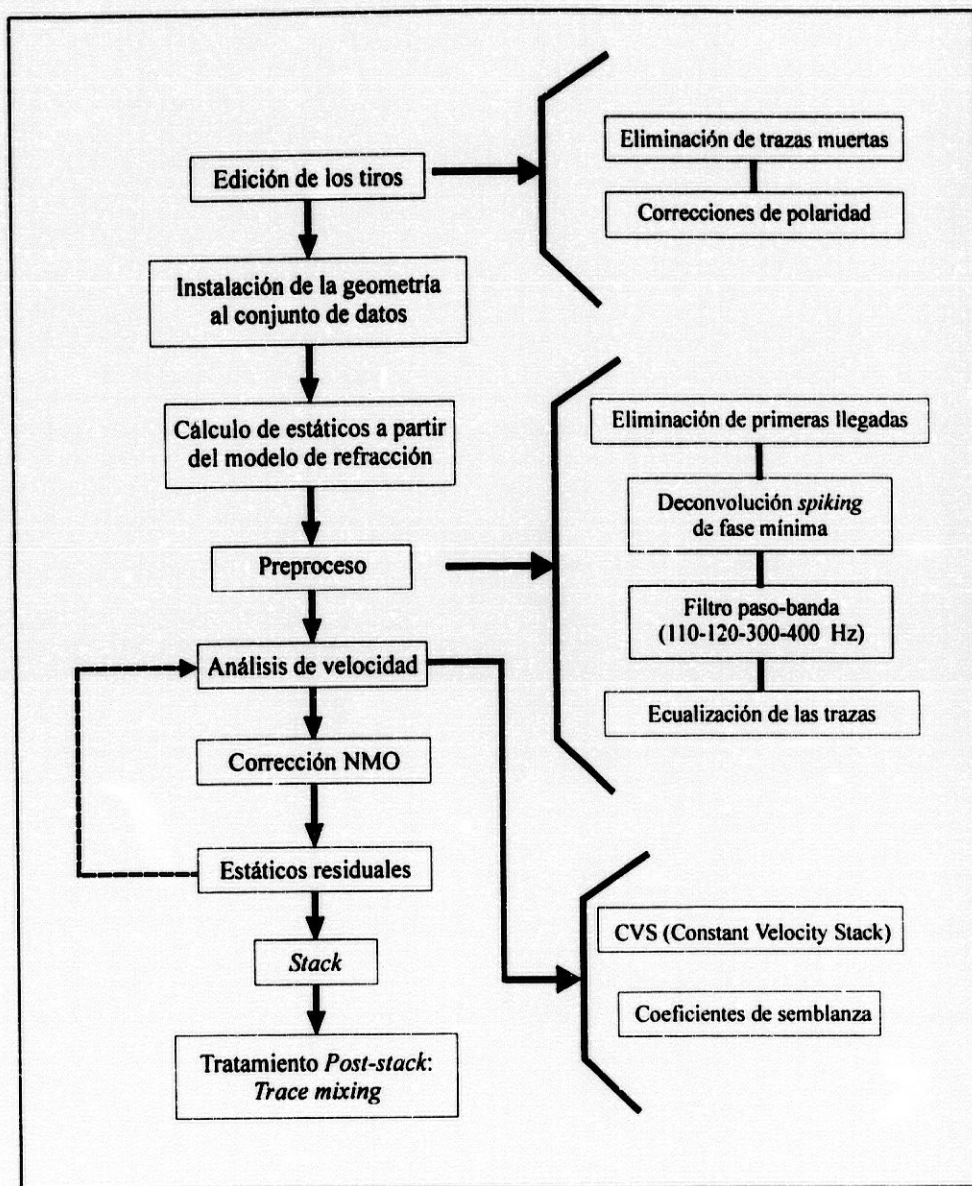 Edición de los tiros
Instalación de la geometría
al conjunto de datos
Cálculo de estáticos a partir
del modelo de refracción
Preproceso
Análisis de velocidad
Corrección NMO
Estáticos residuales
Stack
Tratamiento Post-stack:
Trace mixing
Eliminación de trazas muertas
Correcciones de polaridad
Eliminación de primeras llegadas
Deconvolución spiking
de fase mínima
Filtro paso-banda
(110-120-300-400 Hz)
Ecualización de las trazas
CVS (Constant Velocity Stack)
Coeficientes de semblanza